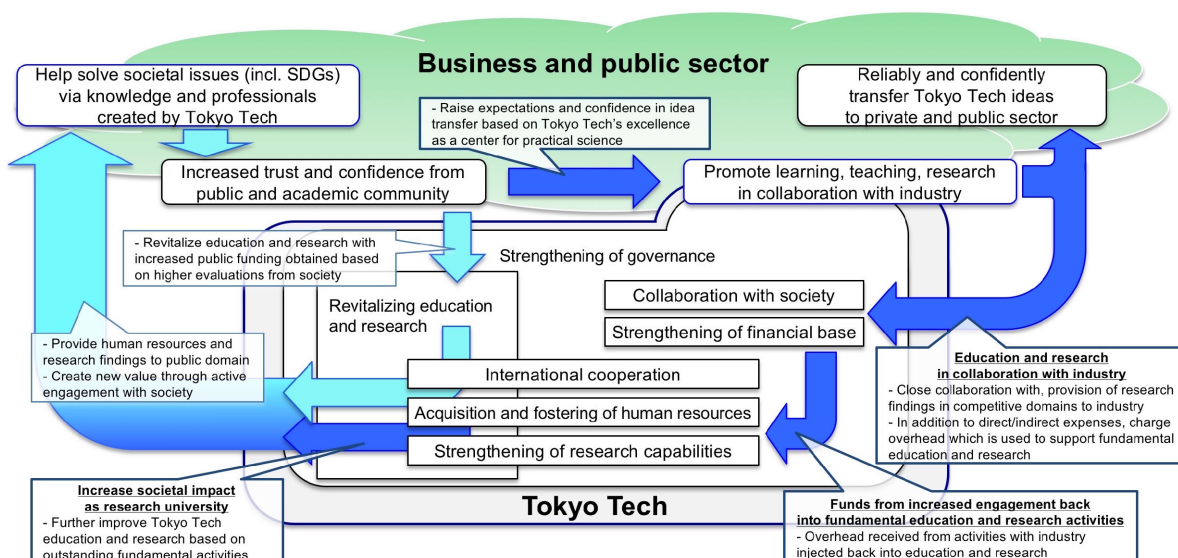 Business and public sector
Help solve societal issues (incl. SDGs)
via knowledge and professionals
created by Tokyo Tech
- Raise expectations and confidence in idea
transfer based on Tokyo Tech's excellence
as a center for practical science
Reliably and confidently
transfer Tokyo Tech ideas
to private and public sector
Increased trust and confidence from
public and academic community
Promote learning, teaching, research
in collaboration with industry
- Revitalize education and research with
increased public funding obtained based
on higher evaluations from society
Strengthening of governance
Revitalizing education
and research
Collaboration with society
Strengthening of financial base
- Provide human resources and
research findings to public domain
- Create new value through active
engagement with society
International cooperation
Acquisition and fostering of human resources
Strengthening of research capabilities
Education and research
in collaboration with industry
- Close collaboration with, provision of research
findings in competitive domains to industry
- In addition to direct/indirect expenses, charge
overhead which is used to support fundamental
education and research
Increase societal impact
as research university
- Further improve Tokyo Tech
education and research based on
outstanding fundamental activities
Tokyo Tech
Funds from increased engagement back
into fundamental education and research activities
- Overhead received from activities with industry
injected back into education and research